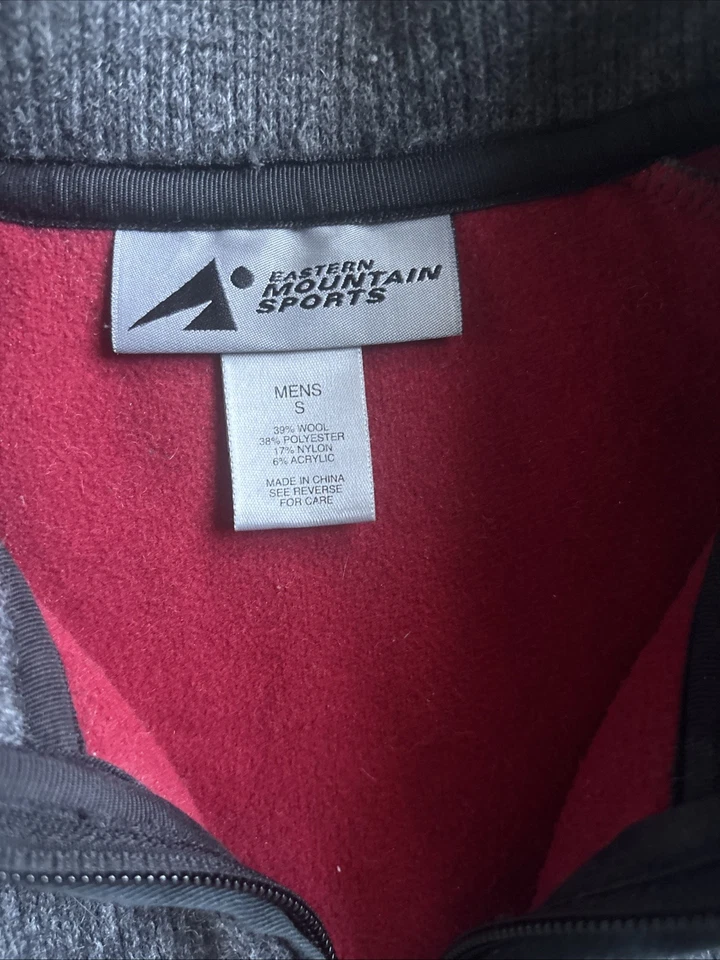 EASTERN
MOUNTAIN
SPORTS
MENS
S
39% WOOL
38% POLYESTER
17% NYLON
6% ACRYLIC
MADE IN CHINA
SEE REVERSE
FOR CARE